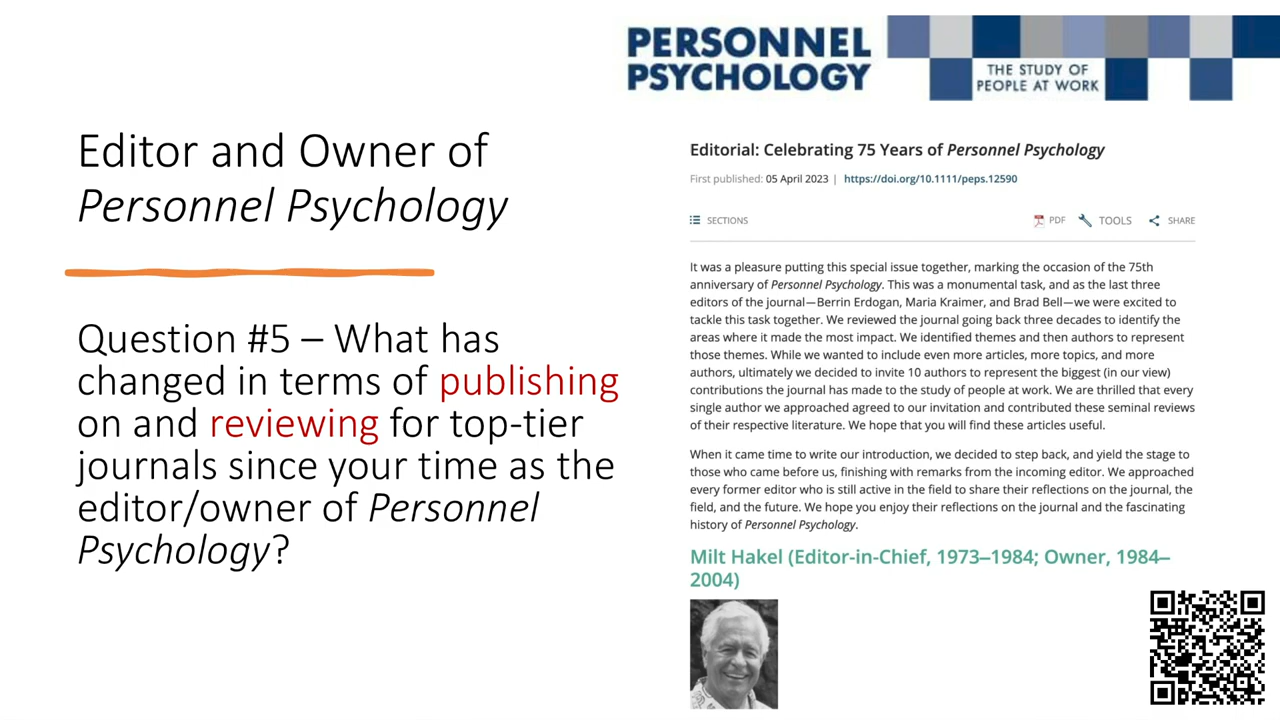 Editor and Owner of
Personnel Psychology
Question #5 – What has
changed in terms of publishing
on and reviewing for top-tier
journals since your time as the
editor/owner of Personnel
Psychology?
PERSONNEL
PSYCHOLOGY
THE STUDY OF
PEOPLE AT WORK
Editorial: Celebrating 75 Years of Personnel Psychology
First published: 05 April 2023 | https://doi.org/10.1111/peps.12590
SECTIONS PDF TOOLS SHARE
It was a pleasure putting this special issue together, marking the occasion of the 75th
anniversary of Personnel Psychology. This was a monumental task, and as the last three
editors of the journal—Berrin Erdogan, Maria Kraimer, and Brad Bell—we were excited to
tackle this task together. We reviewed the journal going back three decades to identify the
areas where it made the most impact. We identified themes and then authors to represent
those themes. While we wanted to include even more articles, more topics, and more
authors, ultimately we decided to invite 10 authors to represent the biggest (in our view)
contributions the journal has made to the study of people at work. We are thrilled that every
single author we approached agreed to our invitation and contributed these seminal reviews
of their respective literature. We hope that you will find these articles useful.
When it came time to write our introduction, we decided to step back, and yield the stage to
those who came before us, finishing with remarks from the incoming editor. We approached
every former editor who is still active in the field to share their reflections on the journal, the
field, and the future. We hope you enjoy their reflections on the journal and the fascinating
history of Personnel Psychology.
Milt Hakel (Editor-in-Chief, 1973–1984; Owner, 1984–
2004)